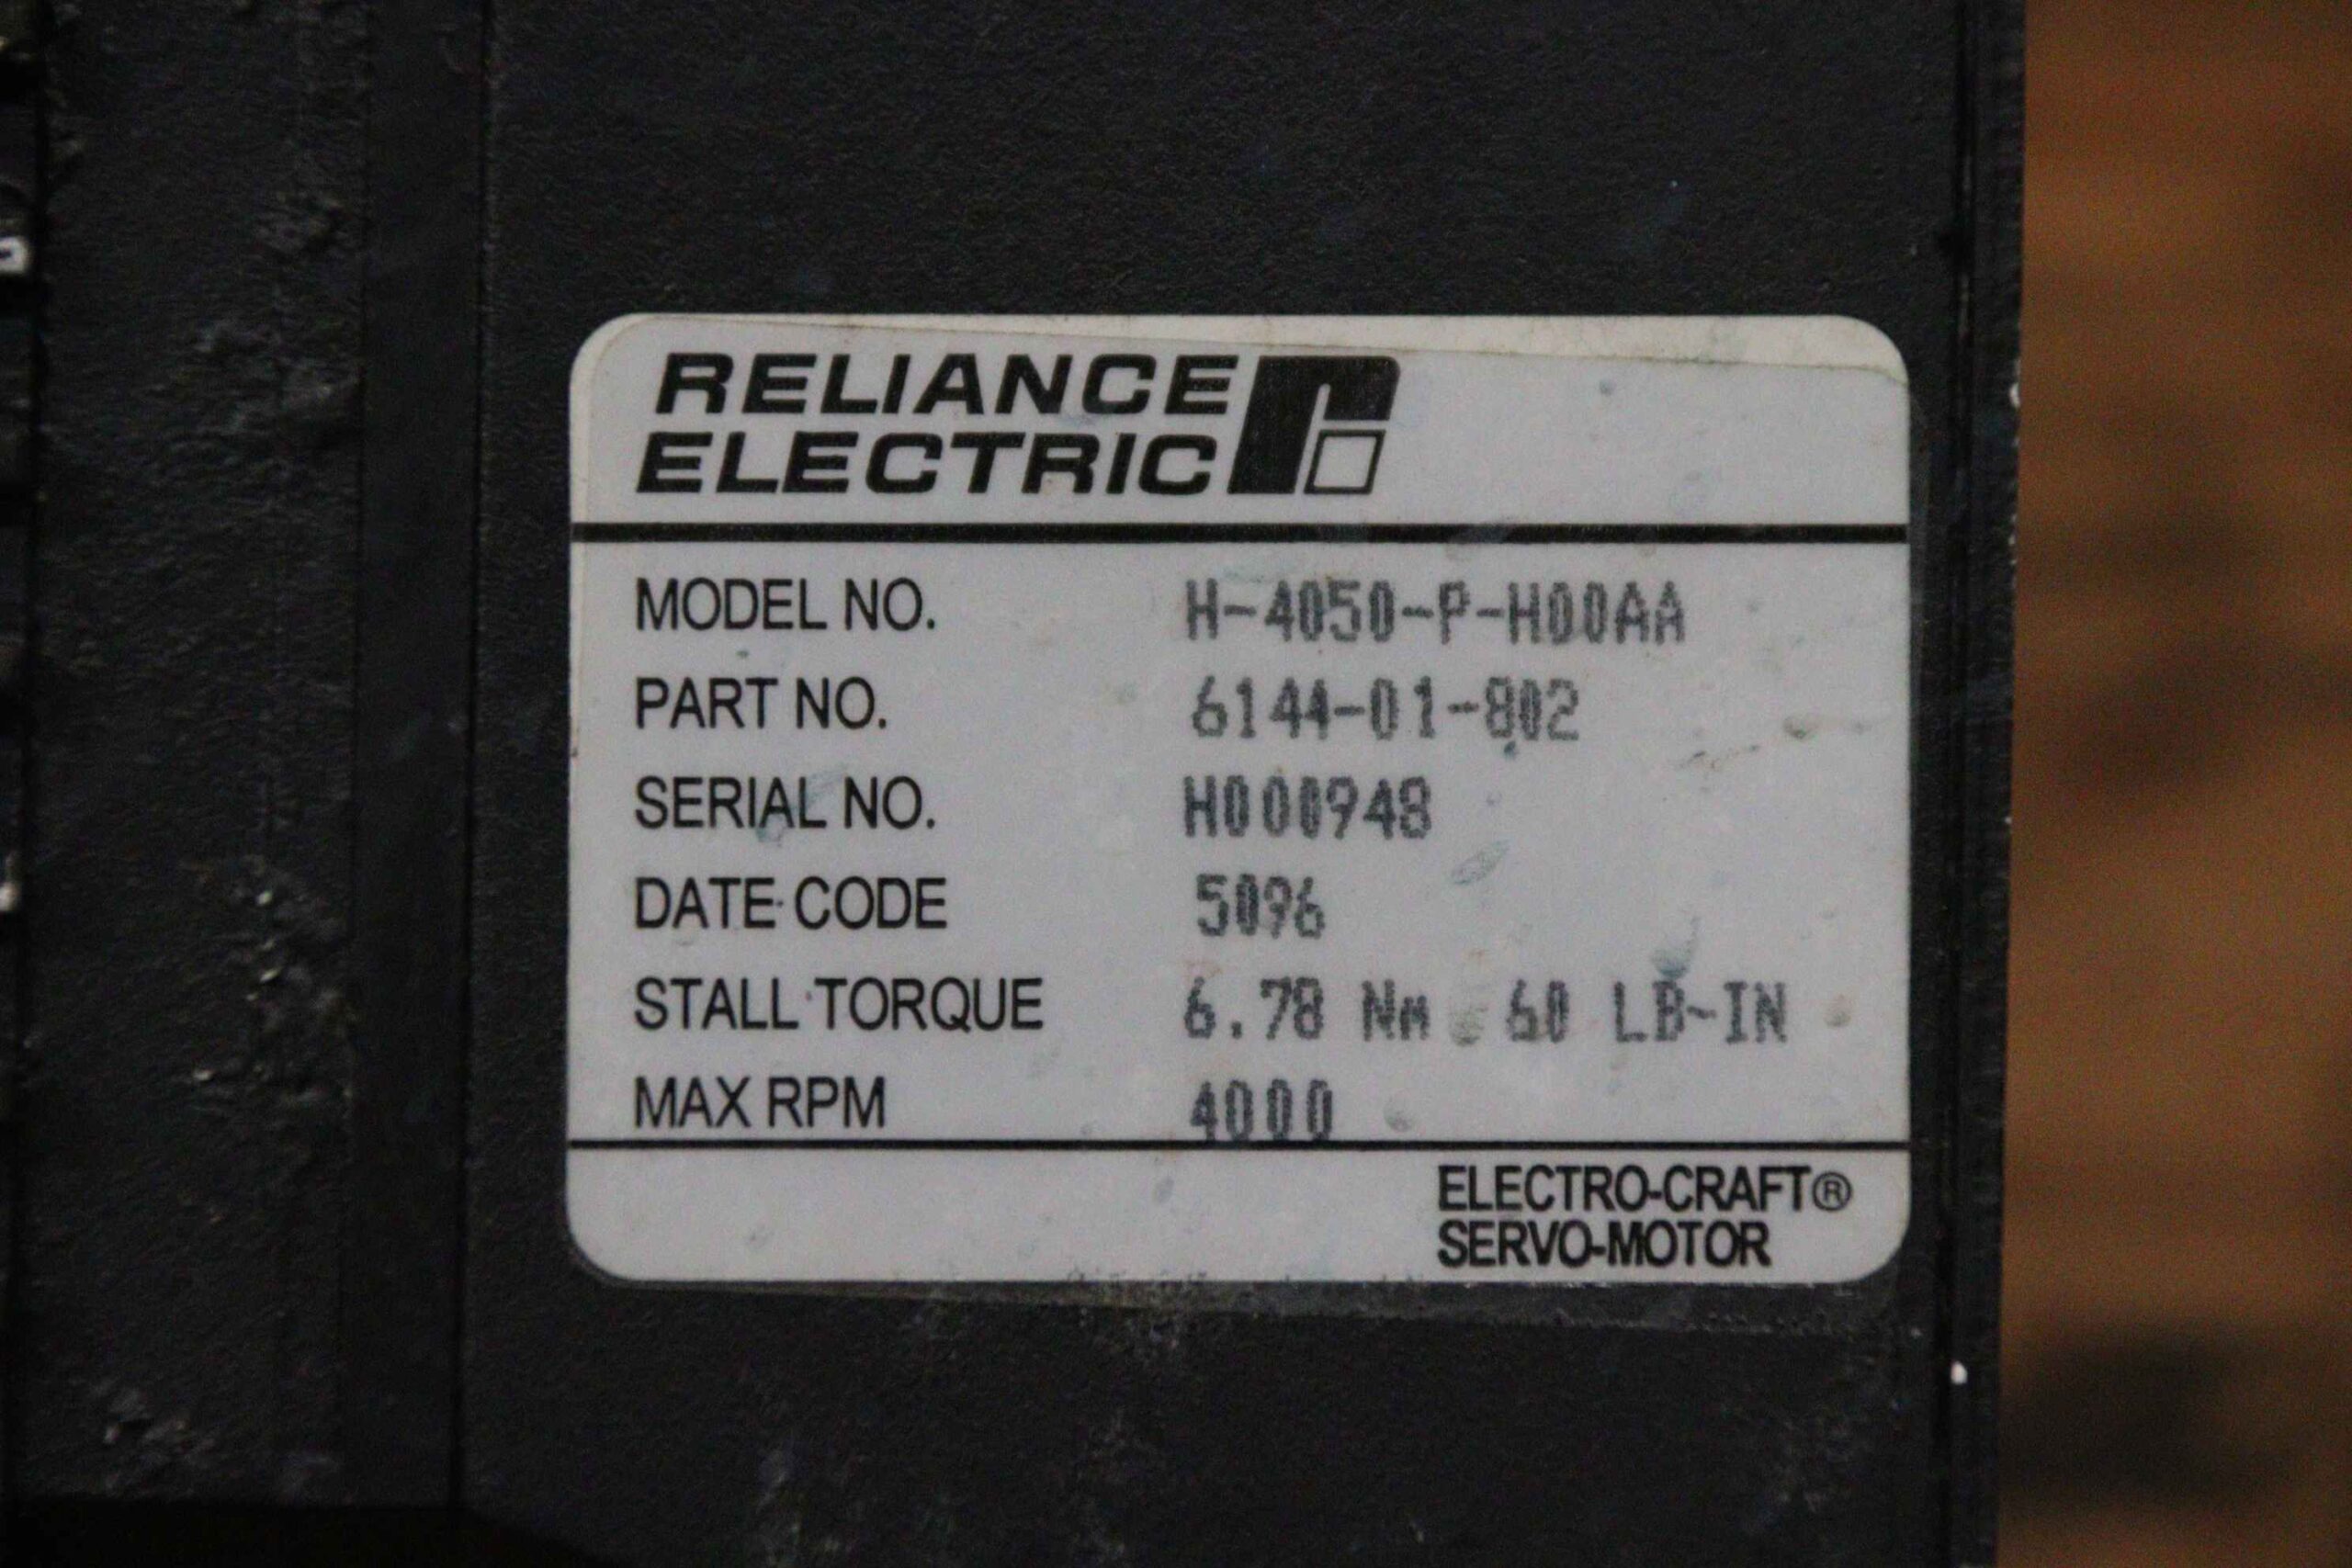 RELIANCE
ELECTRIC
MODEL NO. H-4050-P-H00AA
PART NO. 6144-01-802
SERIAL NO. H000948
DATE CODE 5096
STALL TORQUE 6.78 Nm 60 LB-IN
MAX RPM 4000
ELECTRO-CRAFT®
SERVO-MOTOR